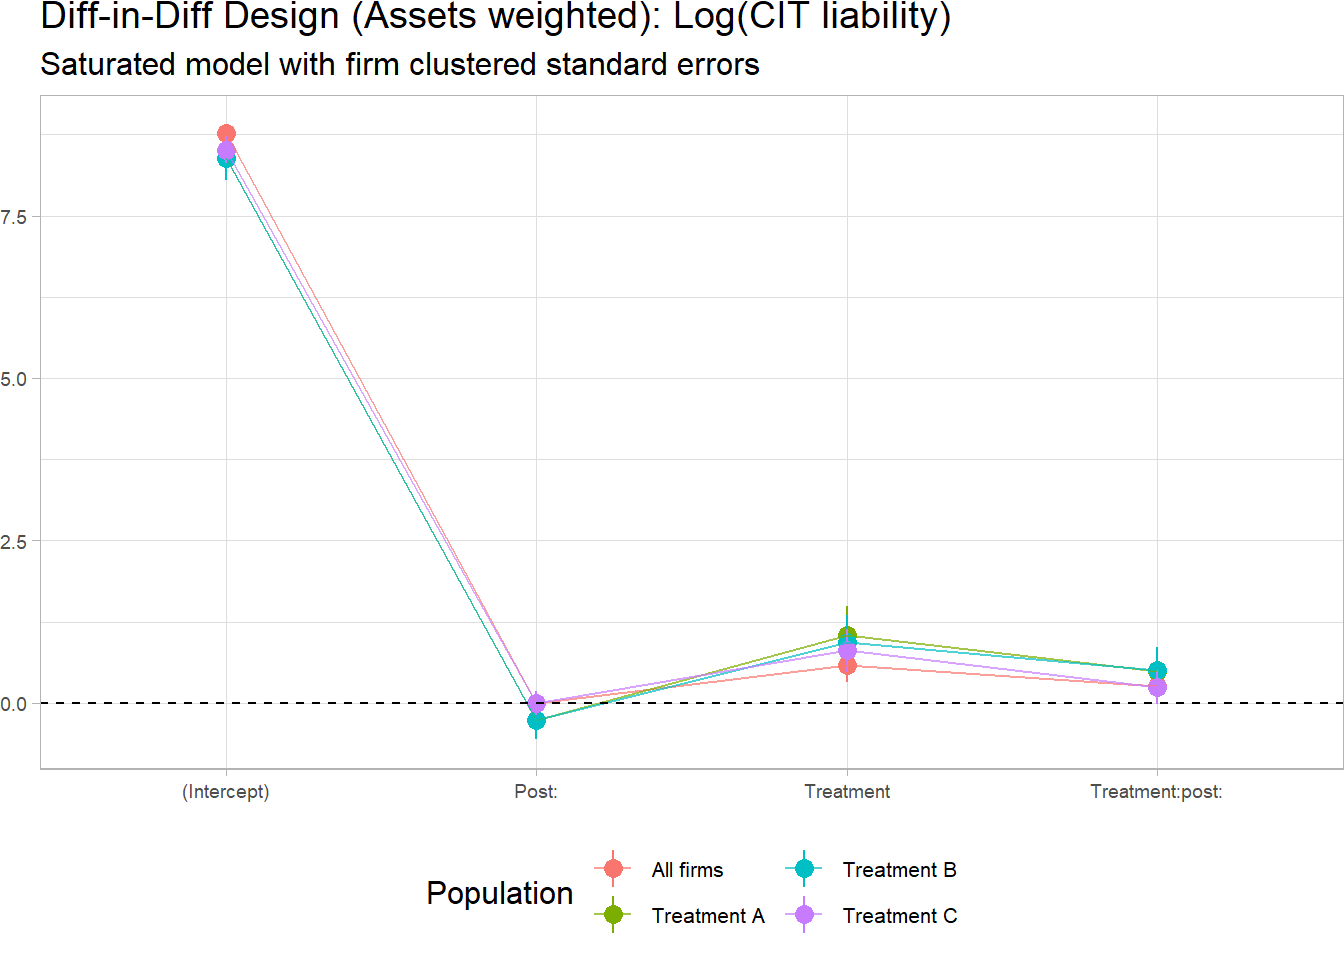 Diff-in-Diff Design (Assets weighted): Log(CIT liability)
Saturated model with firm clustered standard errors
7.5
5.0
2.5
0.0
(Intercept)
Post:
Treatment
Treatment:post:
Population
All firms
Treatment B
Treatment A
Treatment C